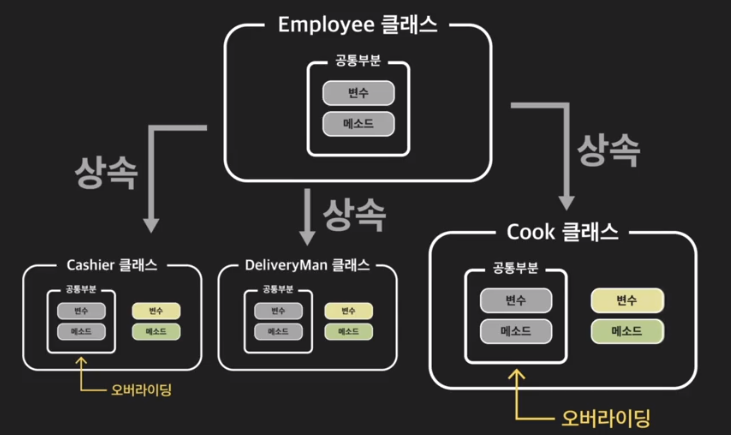 Employee 클래스
공통부분
변수
메소드
상속
상속
상속
Cashier 클래스
공통부분
변수
메소드
변수
메소드
오버라이딩
DeliveryMan 클래스
공통부분
변수
메소드
변수
메소드
Cook 클래스
공통부분
변수
메소드
변수
메소드
오버라이딩